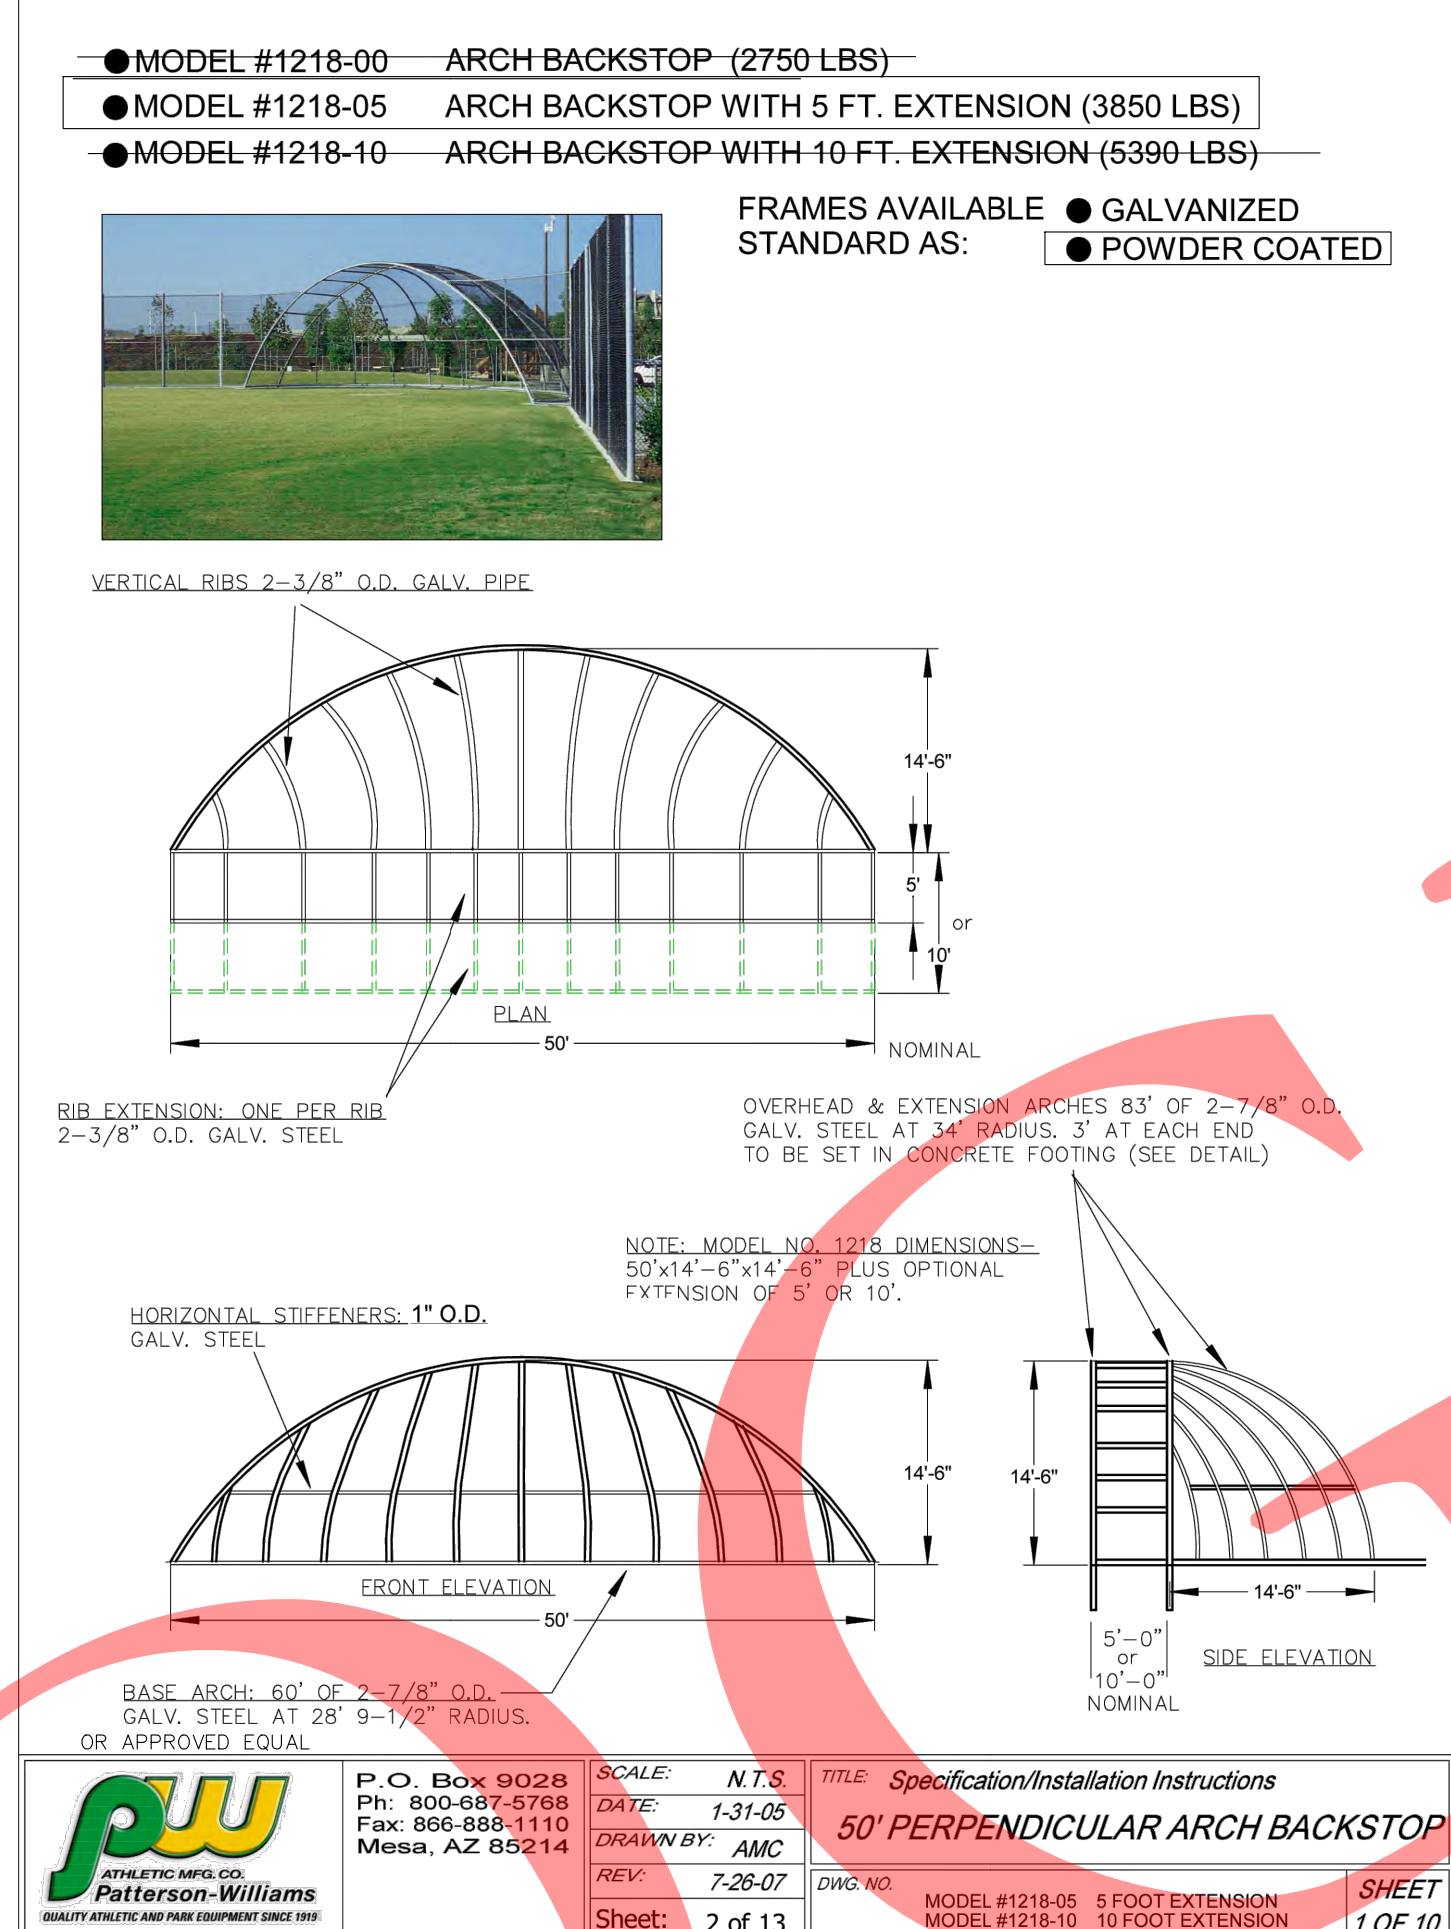 ● MODEL #1218-00 ARCH BACKSTOP (2750 LBS)
● MODEL #1218-05 ARCH BACKSTOP WITH 5 FT. EXTENSION (3850 LBS)
● MODEL #1218-10 ARCH BACKSTOP WITH 10 FT. EXTENSION (5390 LBS)
FRAMES AVAILABLE ● GALVANIZED
STANDARD AS: ● POWDER COATED
VERTICAL RIBS 2-3/8" O.D. GALV. PIPE
14'-6"
5'
or
10'
PLAN
50'
NOMINAL
RIB EXTENSION: ONE PER RIB
2-3/8" O.D. GALV. STEEL
OVERHEAD & EXTENSION ARCHES 83' OF 2-7/8" O.D.
GALV. STEEL AT 34' RADIUS. 3' AT EACH END
TO BE SET IN CONCRETE FOOTING (SEE DETAIL)
NOTE: MODEL NO. 1218 DIMENSIONS-
50'x14'-6"x14'-6" PLUS OPTIONAL
EXTENSION OF 5' OR 10'.
HORIZONTAL STIFFENERS: 1" O.D.
GALV. STEEL
14'-6"
14'-6"
FRONT ELEVATION
50'
14'-6"
5'-0"
or
10'-0"
NOMINAL
SIDE ELEVATION
BASE ARCH: 60' OF 2-7/8" O.D.
GALV. STEEL AT 28' 9-1/2" RADIUS.
OR APPROVED EQUAL
pw
ATHLETIC MFG. CO.
Patterson-Williams
QUALITY ATHLETIC AND PARK EQUIPMENT SINCE 1919
P.O. Box 9028
Ph: 800-687-5768
Fax: 866-888-1110
Mesa, AZ 85214
SCALE: N.T.S.
DATE: 1-31-05
DRAWN BY: AMC
REV: 7-26-07
Sheet: 2 of 13
TITLE: Specification/Installation Instructions
50' PERPENDICULAR ARCH BACKSTOP
DWG. NO.
MODEL #1218-05 5 FOOT EXTENSION
MODEL #1218-10 10 FOOT EXTENSION
SHEET
1 OF 10